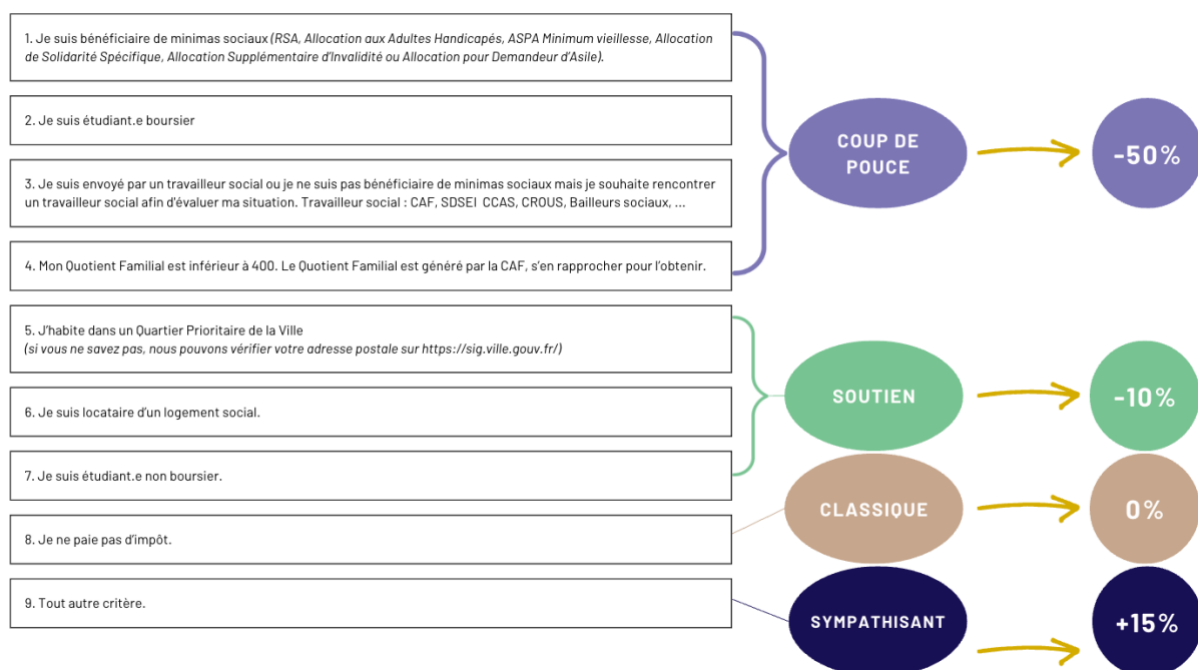 1. Je suis bénéficiaire de minimas sociaux (RSA, Allocation aux Adultes Handicapés, ASPA Minimum vieillesse, Allocation
de Solidarité Spécifique, Allocation Supplémentaire d'Invalidité ou Allocation pour Demandeur d'Asile).
2. Je suis étudiant.e boursier
3. Je suis envoyé par un travailleur social ou je ne suis pas bénéficiaire de minimas sociaux mais je souhaite rencontrer
un travailleur social afin d'évaluer ma situation. Travailleur social : CAF, SDSEI CCAS, CROUS, Bailleurs sociaux, ...
4. Mon Quotient Familial est inférieur à 400. Le Quotient Familial est généré par la CAF, s'en rapprocher pour l'obtenir.
COUP DE
POUCE
-50%
5. J'habite dans un Quartier Prioritaire de la Ville
(si vous ne savez pas, nous pouvons vérifier votre adresse postale sur https://sig.ville.gouv.fr/)
6. Je suis locataire d'un logement social.
7. Je suis étudiant.e non boursier.
SOUTIEN
-10%
8. Je ne paie pas d'impôt.
CLASSIQUE
0%
9. Tout autre critère.
SYMPATHISANT
+15%